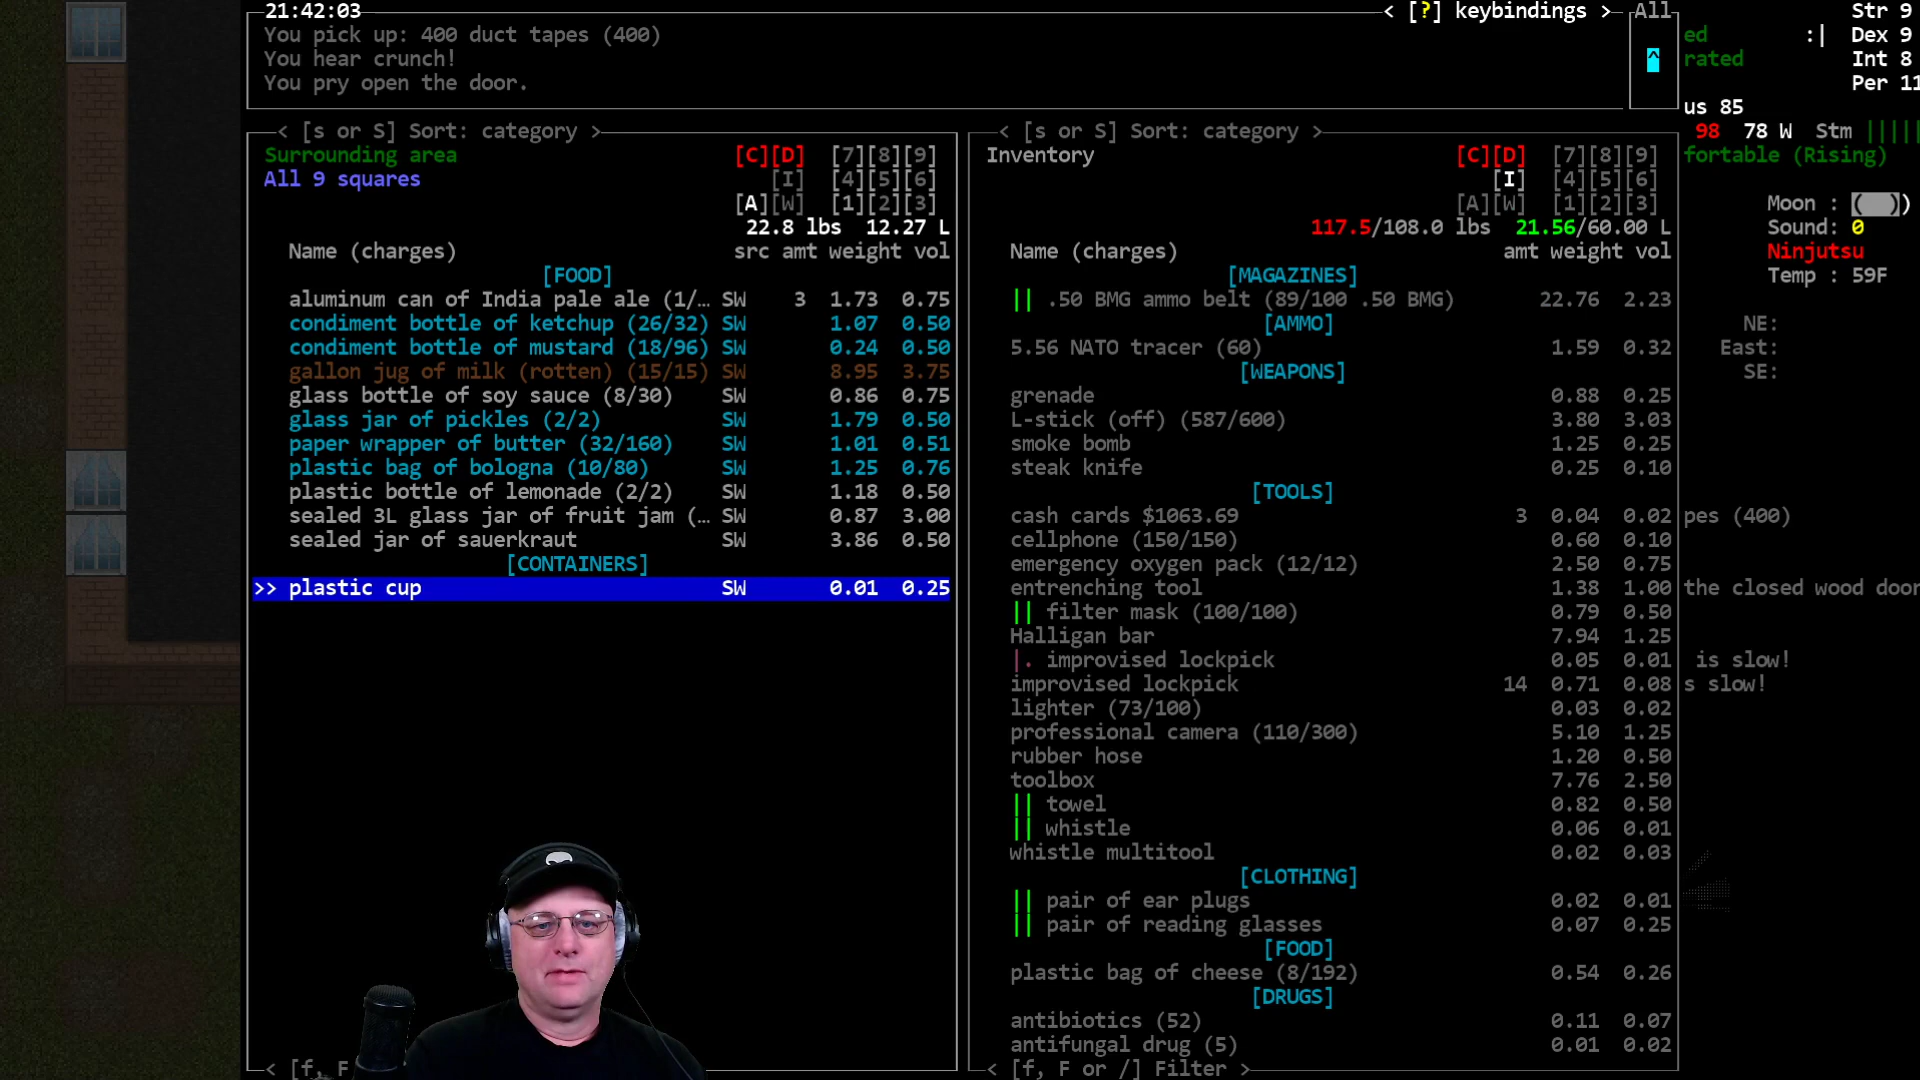 21:42:03
< [?] keybindings >
All
Str 9
You pick up: 400 duct tapes (400)
ed :| Dex 9
You hear crunch!
^
rated Int 8
You pry open the door.
Per 11
us 85
98 78 W Stm |||||
fortable (Rising)
Moon : ( ))
Sound: 0
Ninjutsu
Temp : 59F
NE:
East:
SE:
pes (400)
the closed wood door
is slow!
s slow!
< [s or S] Sort: category >
Surrounding area [C][D] [7][8][9]
All 9 squares [I] [4][5][6]
[A][W] [1][2][3]
22.8 lbs 12.27 L
Name (charges) src amt weight vol
[FOOD]
aluminum can of India pale ale (1/… SW 3 1.73 0.75
condiment bottle of ketchup (26/32) SW 1.07 0.50
condiment bottle of mustard (18/96) SW 0.24 0.50
gallon jug of milk (rotten) (15/15) SW 8.95 3.75
glass bottle of soy sauce (8/30) SW 0.86 0.75
glass jar of pickles (2/2) SW 1.79 0.50
paper wrapper of butter (32/160) SW 1.01 0.51
plastic bag of bologna (10/80) SW 1.25 0.76
plastic bottle of lemonade (2/2) SW 1.18 0.50
sealed 3L glass jar of fruit jam (… SW 0.87 3.00
sealed jar of sauerkraut SW 3.86 0.50
[CONTAINERS]
>> plastic cup SW 0.01 0.25
< [f, F
< [s or S] Sort: category >
Inventory [C][D] [7][8][9]
[I] [4][5][6]
[A][W] [1][2][3]
117.5/108.0 lbs 21.56/60.00 L
Name (charges) amt weight vol
[MAGAZINES]
|| .50 BMG ammo belt (89/100 .50 BMG) 22.76 2.23
[AMMO]
5.56 NATO tracer (60) 1.59 0.32
[WEAPONS]
grenade 0.88 0.25
L-stick (off) (587/600) 3.80 3.03
smoke bomb 1.25 0.25
steak knife 0.25 0.10
[TOOLS]
cash cards $1063.69 3 0.04 0.02
cellphone (150/150) 0.60 0.10
emergency oxygen pack (12/12) 2.50 0.75
entrenching tool 1.38 1.00
|| filter mask (100/100) 0.79 0.50
Halligan bar 7.94 1.25
|. improvised lockpick 0.05 0.01
improvised lockpick 14 0.71 0.08
lighter (73/100) 0.03 0.02
professional camera (110/300) 5.10 1.25
rubber hose 1.20 0.50
toolbox 7.76 2.50
|| towel 0.82 0.50
|| whistle 0.06 0.01
whistle multitool 0.02 0.03
[CLOTHING]
|| pair of ear plugs 0.02 0.01
|| pair of reading glasses 0.07 0.25
[FOOD]
plastic bag of cheese (8/192) 0.54 0.26
[DRUGS]
antibiotics (52) 0.11 0.07
antifungal drug (5) 0.01 0.02
< [f, F or /] Filter >